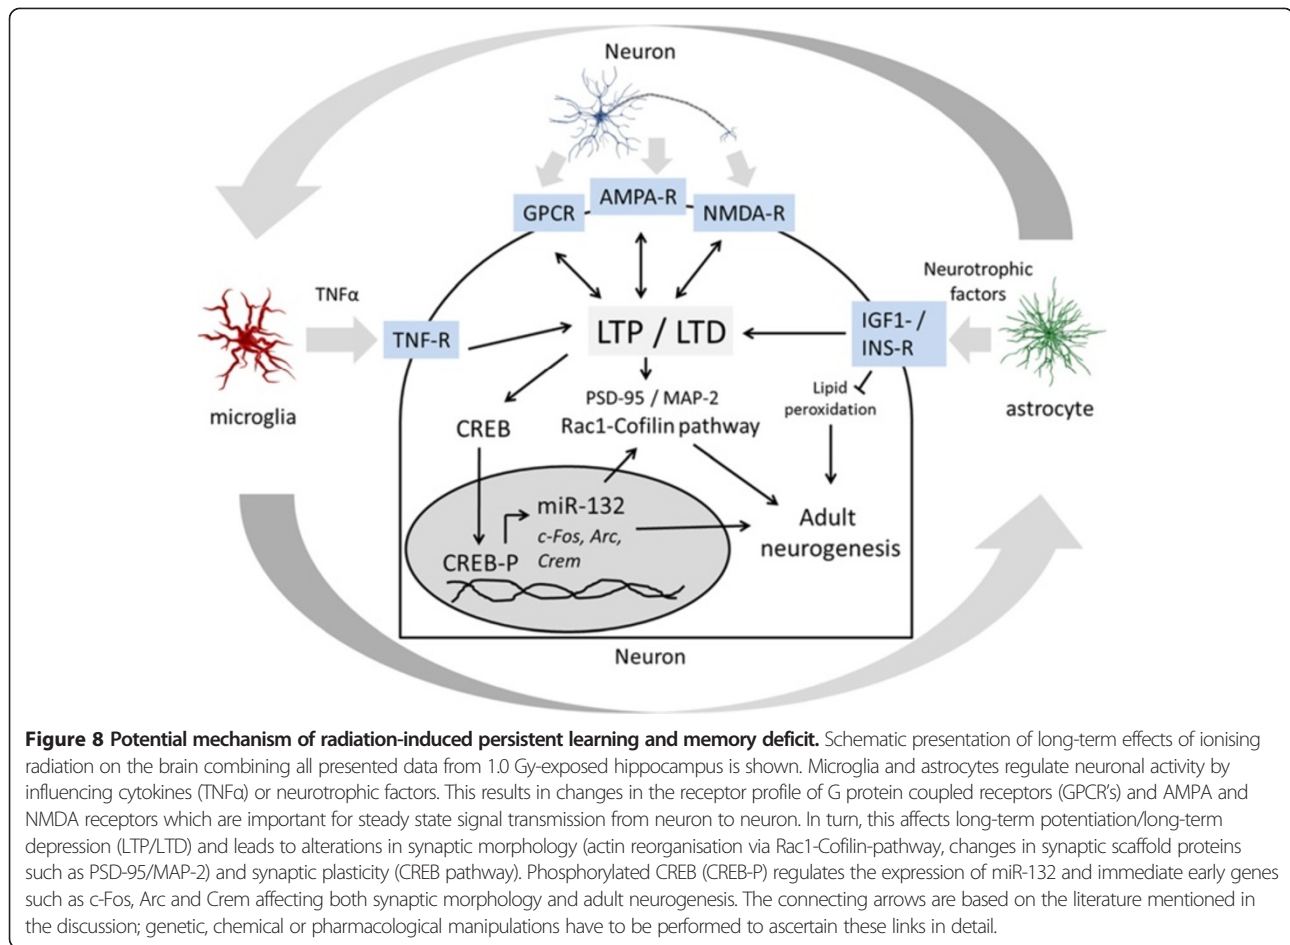 Neuron
GPCR
AMPA-R
NMDA-R
TNFα
Neurotrophic
factors
TNF-R
LTP / LTD
IGF1- /
INS-R
microglia
astrocyte
PSD-95 / MAP-2
Rac1-Cofilin pathway
Lipid
peroxidation
CREB
miR-132
c-Fos, Arc,
Crem
CREB-P
Adult
neurogenesis
Neuron
Figure 8 Potential mechanism of radiation-induced persistent learning and memory deficit. Schematic presentation of long-term effects of ionising
radiation on the brain combining all presented data from 1.0 Gy-exposed hippocampus is shown. Microglia and astrocytes regulate neuronal activity by
influencing cytokines (TNFα) or neurotrophic factors. This results in changes in the receptor profile of G protein coupled receptors (GPCR's) and AMPA and
NMDA receptors which are important for steady state signal transmission from neuron to neuron. In turn, this affects long-term potentiation/long-term
depression (LTP/LTD) and leads to alterations in synaptic morphology (actin reorganisation via Rac1-Cofilin-pathway, changes in synaptic scaffold proteins
such as PSD-95/MAP-2) and synaptic plasticity (CREB pathway). Phosphorylated CREB (CREB-P) regulates the expression of miR-132 and immediate early genes
such as c-Fos, Arc and Crem affecting both synaptic morphology and adult neurogenesis. The connecting arrows are based on the literature mentioned in
the discussion; genetic, chemical or pharmacological manipulations have to be performed to ascertain these links in detail.